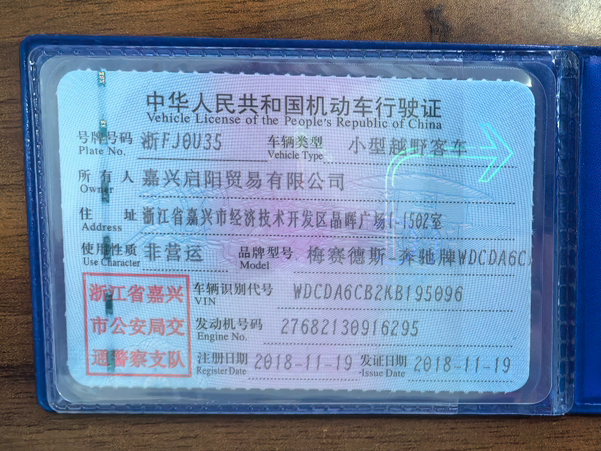 中华人民共和国机动车行驶证
Vehicle License of the People's Republic of China
号牌号码 浙FJ0U35 车辆类型 小型越野客车
Plate No. Vehicle Type
所有人 嘉兴启阳贸易有限公司
Owner
住址 浙江省嘉兴市经济技术开发区晶晖广场1-1502室
Address
使用性质 非营运 品牌型号 梅赛德斯-奔驰牌WDCDA6C
Use Character Model
浙江省嘉兴
市公安局交
通警察支队
车辆识别代号 WDCDA6CB2KB195096
VIN
发动机号码 27682130916295
Engine No.
注册日期 2018-11-19 发证日期 2018-11-19
Register Date Issue Date